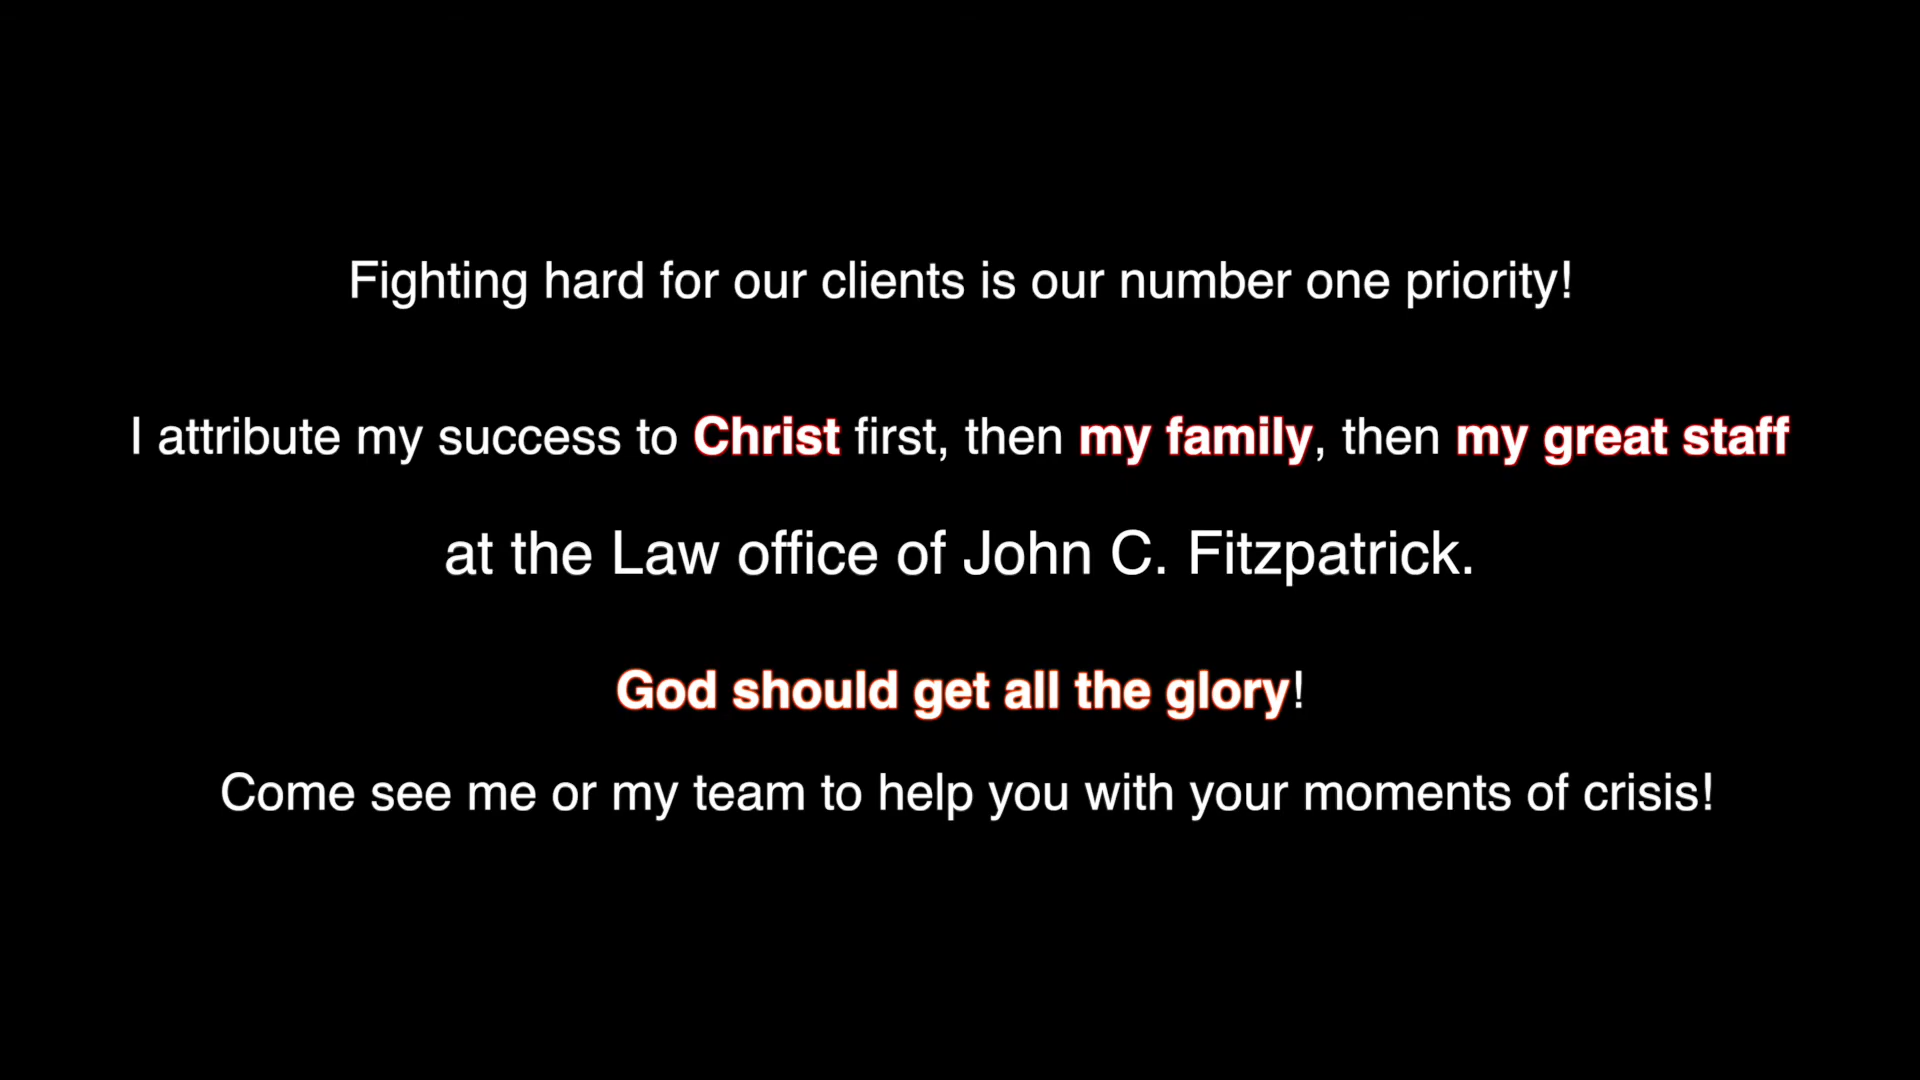 Fighting hard for our clients is our number one priority!
I attribute my success to Christ first, then my family, then my great staff
at the Law office of John C. Fitzpatrick.
God should get all the glory!
Come see me or my team to help you with your moments of crisis!